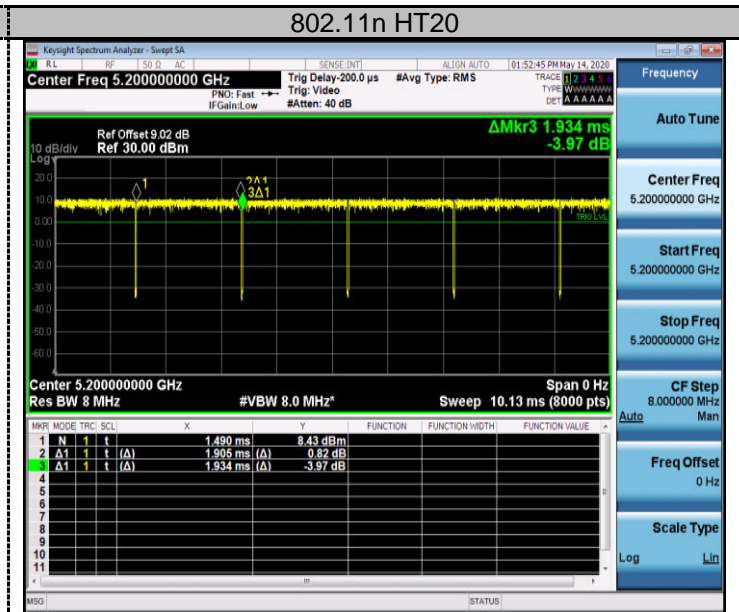 802.11n HT20
Keysight Spectrum Analyzer - Swept SA
RL RF 50 Ω AC SENSE:INT ALIGN AUTO 01:52:45 PM May 14, 2020
Center Freq 5.200000000 GHz
PNO: Fast
IFGain:Low
Trig Delay-200.0 µs
Trig: Video
#Atten: 40 dB
#Avg Type: RMS
TRACE 1 2 3 4 5 6
TYPE WWWWWW
DET A A A A A A
Ref Offset 9.02 dB
10 dB/div Ref 30.00 dBm
Log
ΔMkr3 1.934 ms
-3.97 dB
20.0
10.0
0.00
-10.0
-20.0
-30.0
-40.0
-50.0
-60.0
1
2Δ1
3Δ1
TRIG LVL
Center 5.200000000 GHz Span 0 Hz
Res BW 8 MHz #VBW 8.0 MHz* Sweep 10.13 ms (8000 pts)
MKR MODE TRC SCL X Y FUNCTION FUNCTION WIDTH FUNCTION VALUE
1 N 1 t 1.490 ms 8.43 dBm
2 Δ1 1 t (Δ) 1.905 ms (Δ) 0.82 dB
3 Δ1 1 t (Δ) 1.934 ms (Δ) -3.97 dB
4
5
6
7
8
9
10
11
MSG STATUS
Frequency
Auto Tune
Center Freq
5.200000000 GHz
Start Freq
5.200000000 GHz
Stop Freq
5.200000000 GHz
CF Step
8.000000 MHz
Auto Man
Freq Offset
0 Hz
Scale Type
Log Lin